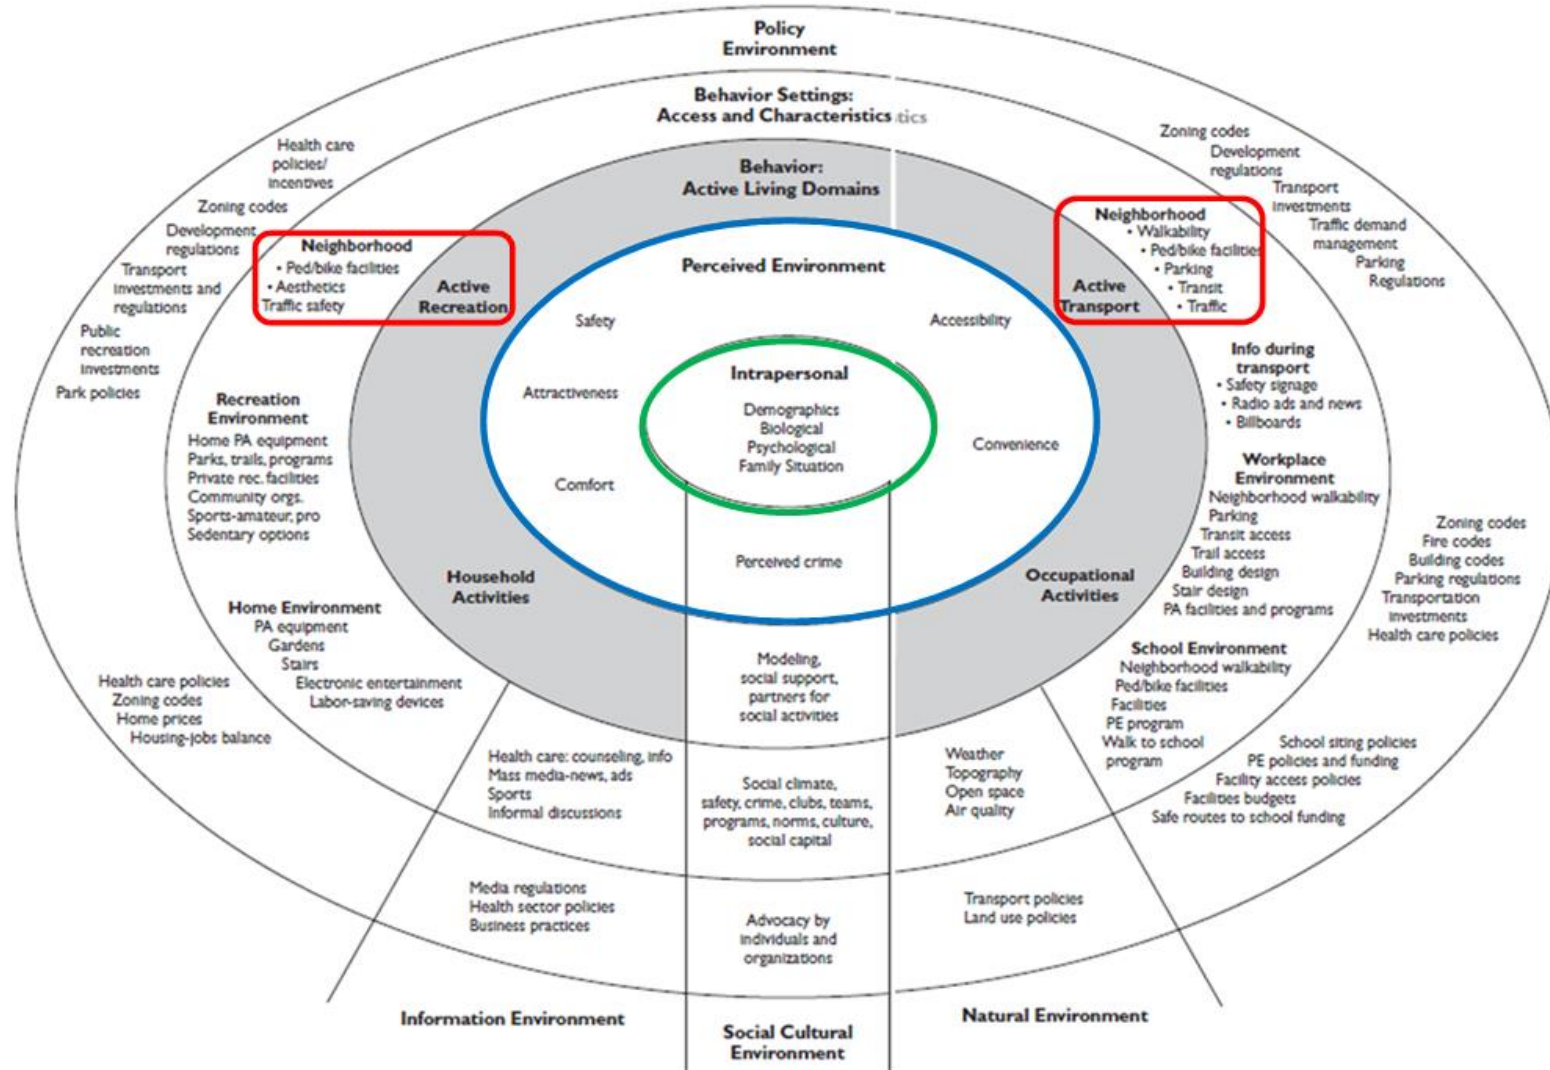 Policy
Environment
Behavior Settings:
Access and Characteristics tics
Behavior:
Active Living Domains
Health care
policies/
incentives
Zoning codes
Development
regulations
Transport
investments and
regulations
Public
recreation
investments
Park policies
Neighborhood
• Ped/bike facilities
• Aesthetics
Traffic safety
Active
Recreation
Perceived Environment
Safety
Accessibility
Attractiveness
Convenience
Comfort
Perceived crime
Intrapersonal
Demographics
Biological
Psychological
Family Situation
Neighborhood
• Walkability
• Ped/bike facilities
• Parking
• Transit
• Traffic
Active
Transport
Zoning codes
Development
regulations
Transport
investments
Traffic demand
management
Parking
Regulations
Info during
transport
• Safety signage
• Radio ads and news
• Billboards
Recreation
Environment
Home PA equipment
Parks, trails, programs
Private rec. facilities
Community orgs.
Sports-amateur, pro
Sedentary options
Workplace
Environment
Neighborhood walkability
Parking
Transit access
Trail access
Building design
Stair design
PA facilities and programs
Zoning codes
Fire codes
Building codes
Parking regulations
Transportation
investments
Health care policies
Household
Activities
Occupational
Activities
Home Environment
PA equipment
Gardens
Stairs
Electronic entertainment
Labor-saving devices
Health care policies
Zoning codes
Home prices
Housing-jobs balance
School Environment
Neighborhood walkability
Ped/bike facilities
Facilities
PE program
Walk to school
program
School siting policies
PE policies and funding
Facility access policies
Facilities budgets
Safe routes to school funding
Modeling,
social support,
partners for
social activities
Health care: counseling, info
Mass media-news, ads
Sports
Informal discussions
Social climate,
safety, crime, clubs, teams,
programs, norms, culture,
social capital
Weather
Topography
Open space
Air quality
Media regulations
Health sector policies
Business practices
Advocacy by
individuals and
organizations
Transport policies
Land use policies
Information Environment
Social Cultural
Environment
Natural Environment